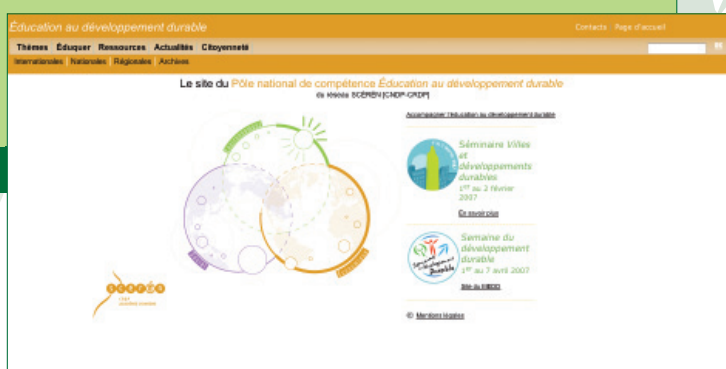 Éducation au développement durable
Contacts Page d'accueil
Thèmes Éduquer Ressources Actualités Citoyenneté
Internationales Nationales Régionales Archives
Le site du Pôle national de compétence Éducation au développement durable
du réseau SCÉRÉN [CNDP-CRDP]
Accompagner l'éducation au développement durable
Séminaire Villes
et
développements
durables
1er au 2 février
2007
En savoir plus
Semaine du
développement
durable
1er au 7 avril 2007
Site du MEDD
© Mentions légales